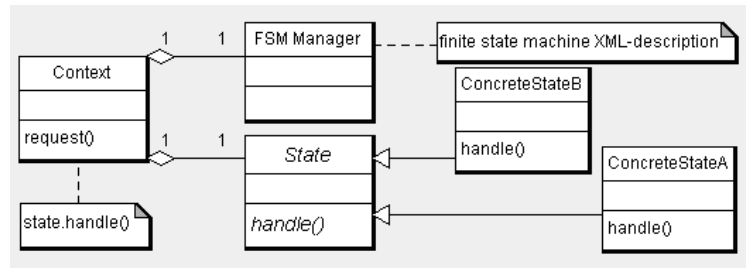 1 1
FSM Manager
finite state machine XML-description
Context
request()
ConcreteStateB
handle()
1 1
State
handle()
ConcreteStateA
handle()
state.handle()